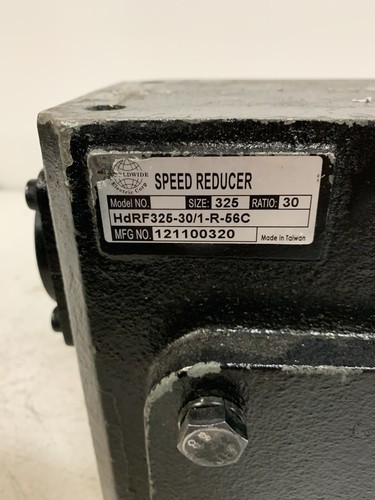 WORLDWIDE
Electric Corp
SPEED REDUCER
Model NO. SIZE: 325 RATIO: 30
HdRF325-30/1-R-56C
MFG NO. 121100320 Made in Taiwan